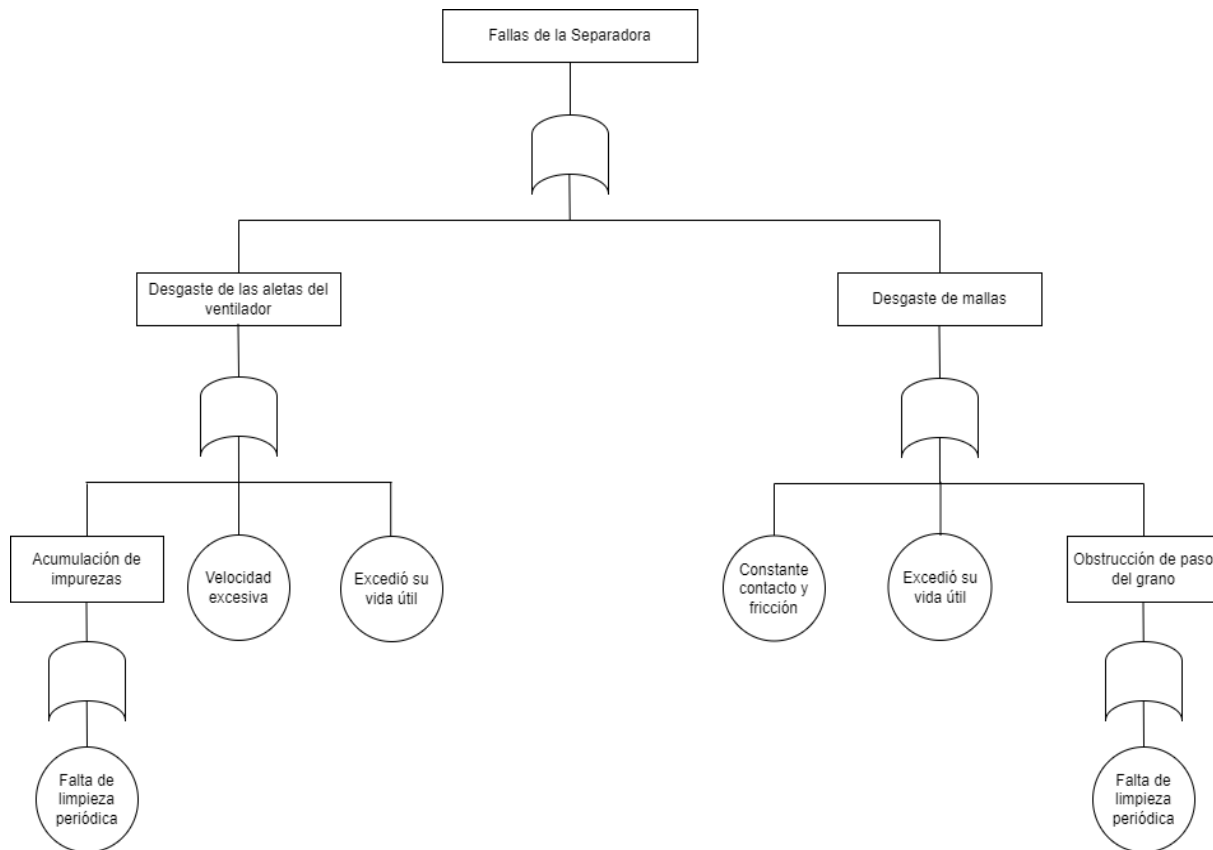 Fallas de la Separadora
Desgaste de las aletas del
ventilador
Desgaste de mallas
Acumulación de
impurezas
Velocidad
excesiva
Excedió su
vida útil
Constante
contacto y
fricción
Excedió su
vida útil
Obstrucción de paso
del grano
Falta de
limpieza
periódica
Falta de
limpieza
periódica